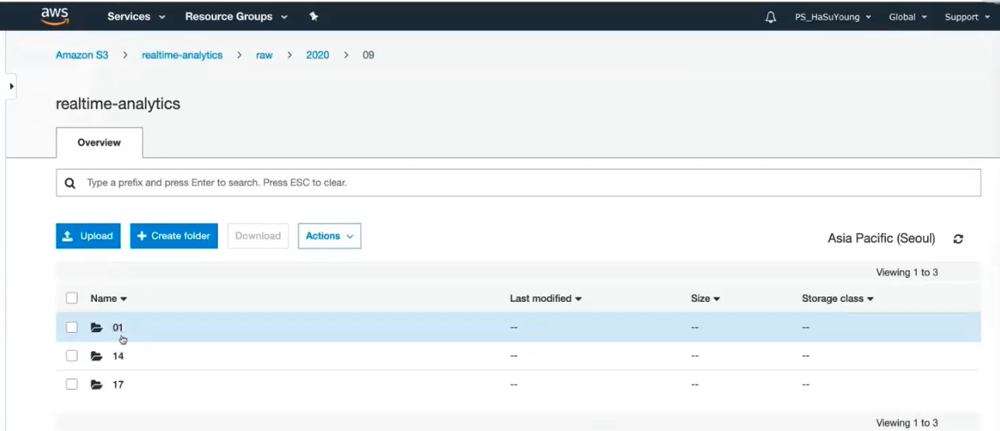 aws Services Resource Groups PS_HaSuYoung Global Support
Amazon S3 > realtime-analytics > raw > 2020 > 09
realtime-analytics
Overview
Type a prefix and press Enter to search. Press ESC to clear.
Upload + Create folder Download Actions Asia Pacific (Seoul)
Viewing 1 to 3
Name Last modified Size Storage class
01 -- -- --
14 -- -- --
17 -- -- --
Viewing 1 to 3